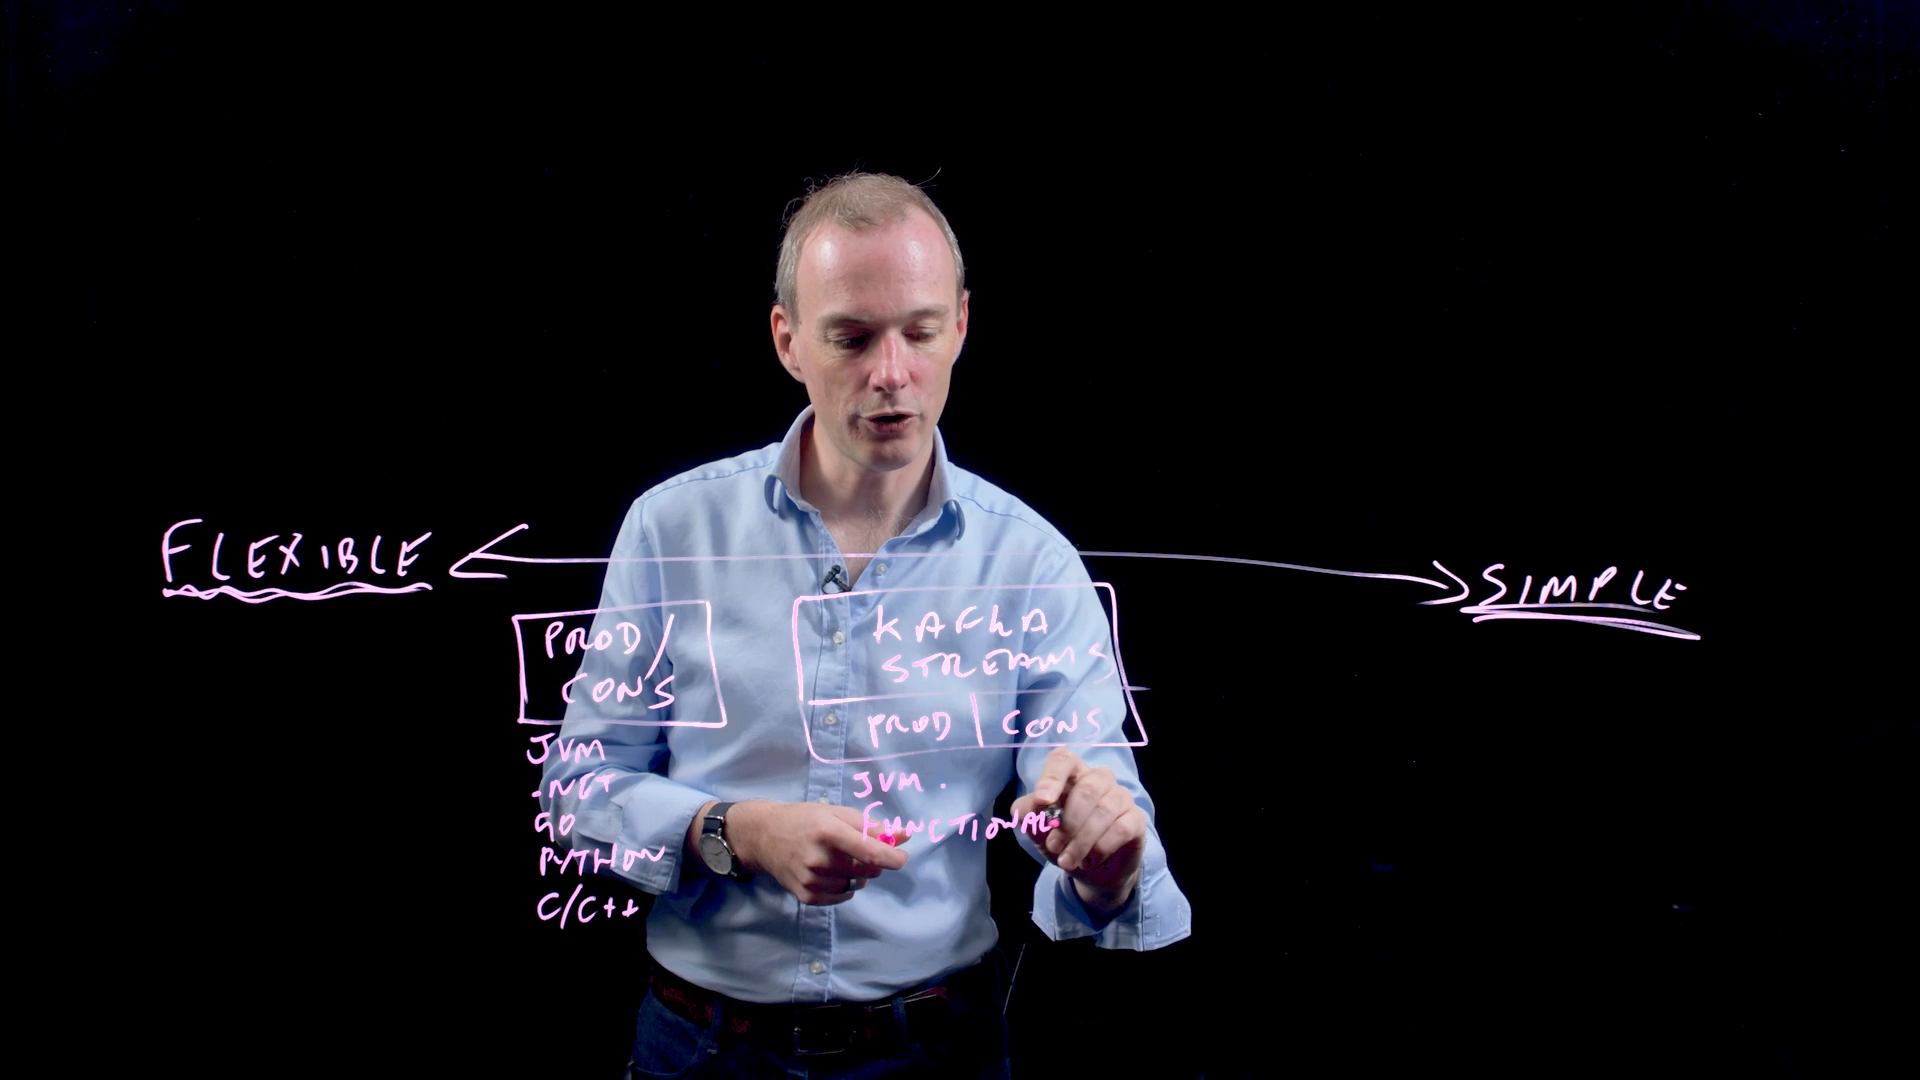 FLEXIBLE
SIMPLE
PROD/
CONS
JVM
.NET
GO
PYTHON
C/C++
KAFKA
STREAMS
PROD | CONS
JVM.
FUNCTIONAL